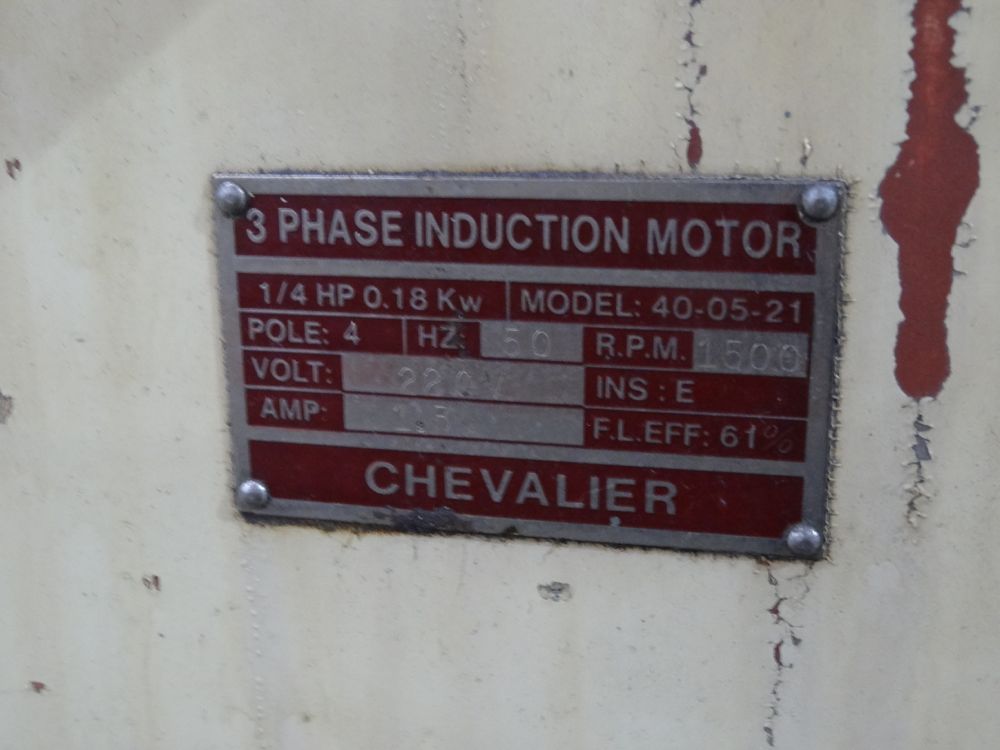 3 PHASE INDUCTION MOTOR
1/4 HP 0.18 Kw MODEL: 40-05-21
POLE: 4 HZ: 50 R.P.M. 1500
VOLT: 220V INS : E
AMP: F.L.EFF: 61%
CHEVALIER